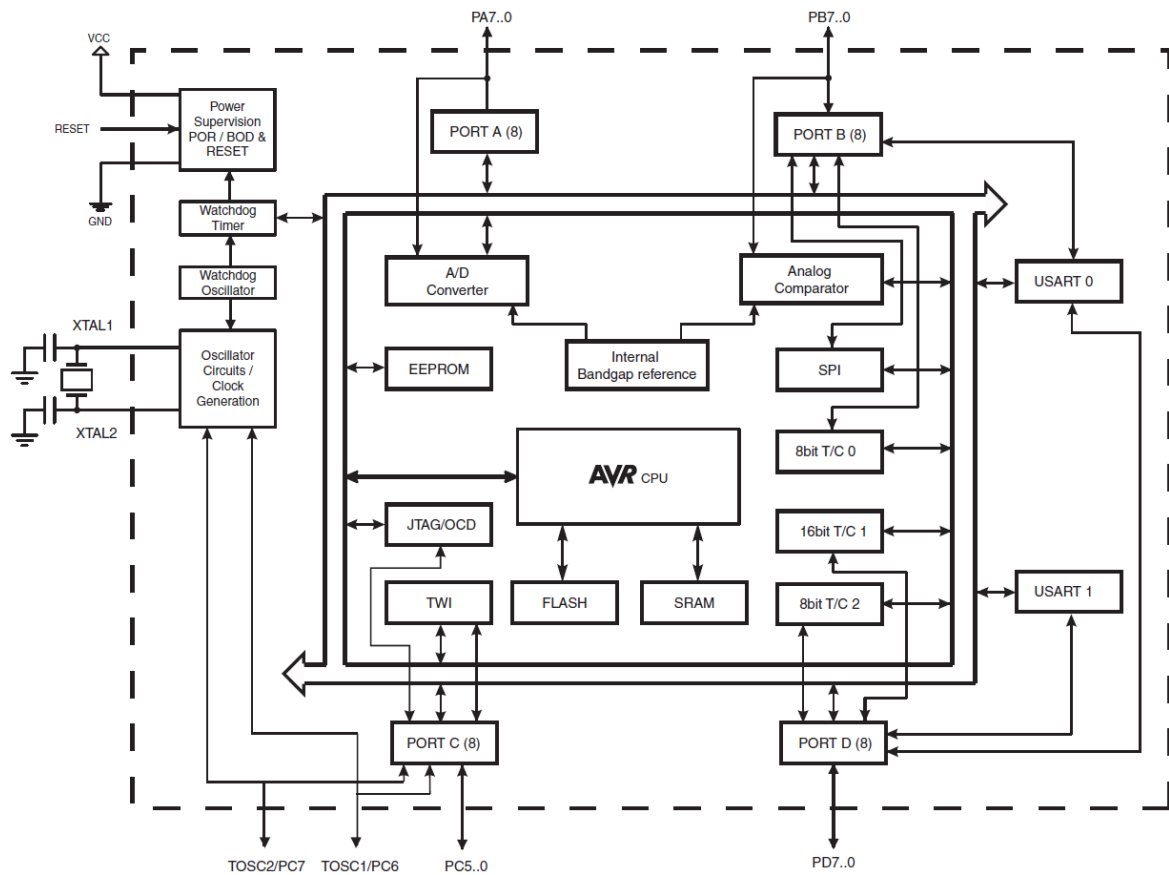 PA7..0
PB7..0
VCC
RESET
GND
Power
Supervision
POR / BOD &
RESET
PORT A (8)
PORT B (8)
Watchdog
Timer
Watchdog
Oscillator
A/D
Converter
Analog
Comparator
USART 0
XTAL1
XTAL2
Oscillator
Circuits /
Clock
Generation
EEPROM
Internal
Bandgap reference
SPI
8bit T/C 0
AVR CPU
JTAG/OCD
16bit T/C 1
TWI
FLASH
SRAM
8bit T/C 2
USART 1
PORT C (8)
PORT D (8)
TOSC2/PC7
TOSC1/PC6
PC5..0
PD7..0